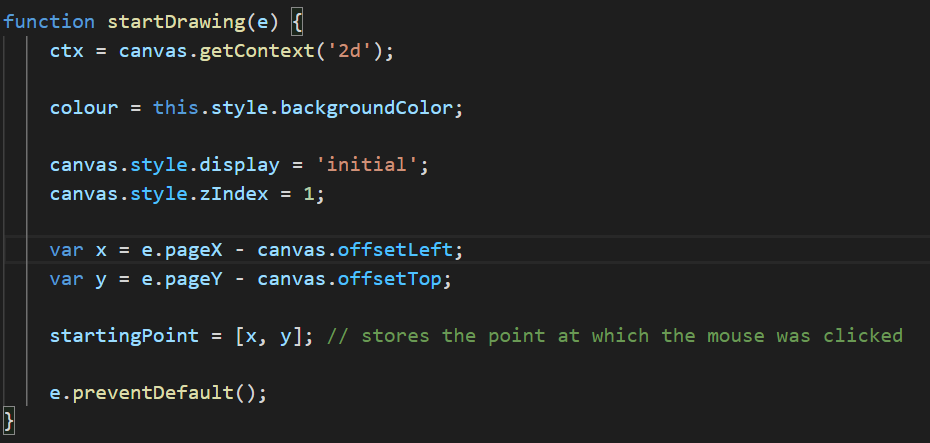 function startDrawing(e) {
ctx = canvas.getContext('2d');
colour = this.style.backgroundColor;
canvas.style.display = 'initial';
canvas.style.zIndex = 1;
var x = e.pageX - canvas.offsetLeft;
var y = e.pageY - canvas.offsetTop;
startingPoint = [x, y]; // stores the point at which the mouse was clicked
e.preventDefault();
}